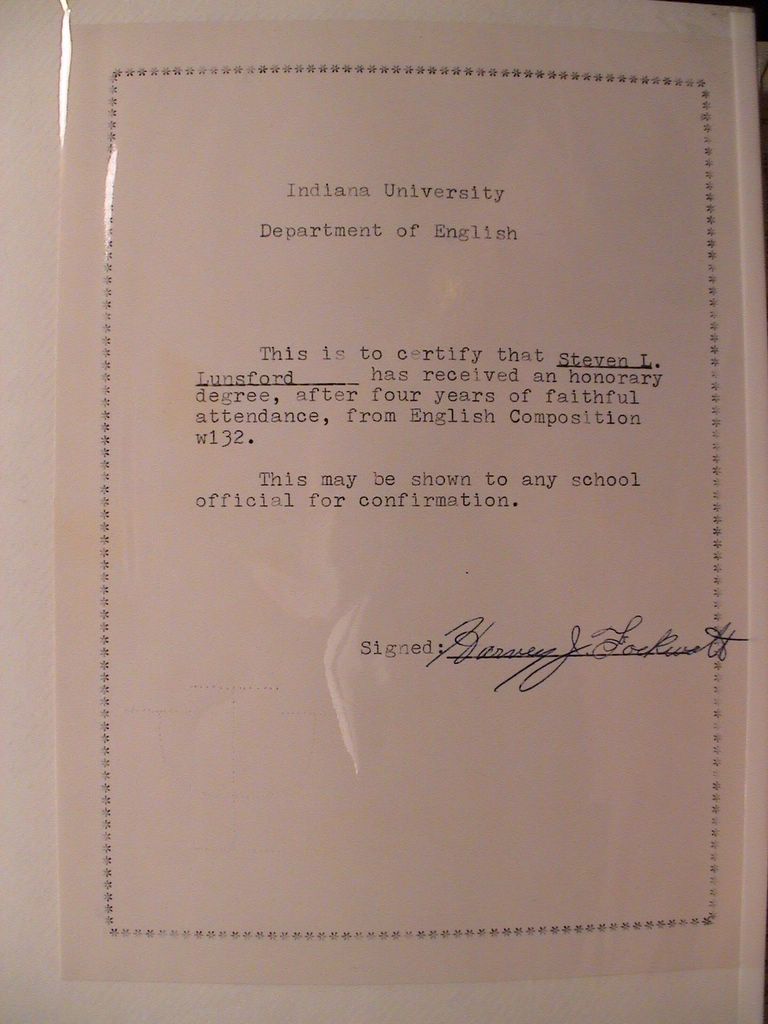 Indiana University
Department of English
This is to certify that Steven L.
Lunsford has received an honorary
degree, after four years of faithful
attendance, from English Composition
w132.
This may be shown to any school
official for confirmation.
Signed: Harvey J.